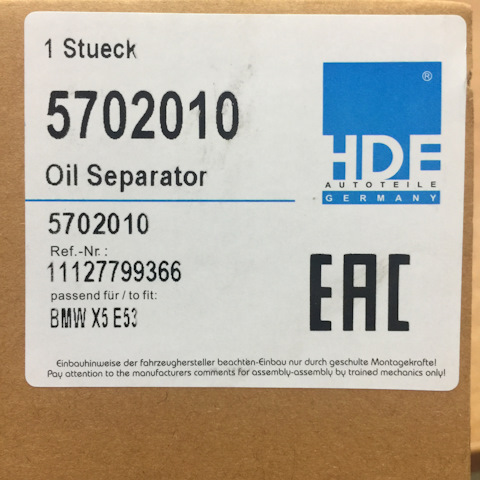 1 Stueck
5702010
Oil Separator
5702010
Ref.-Nr.:
11127799366
passend für / to fit:
BMW X5 E53
®
HDE
AUTOTEILE
GERMANY
EAC
Einbauhinweise der fahrzeughersteller beachten-Einbau nur durch geschulte Montagekrafte!
Pay attention to the manufacturers comments for assembly-assembly by trained mechanics only!